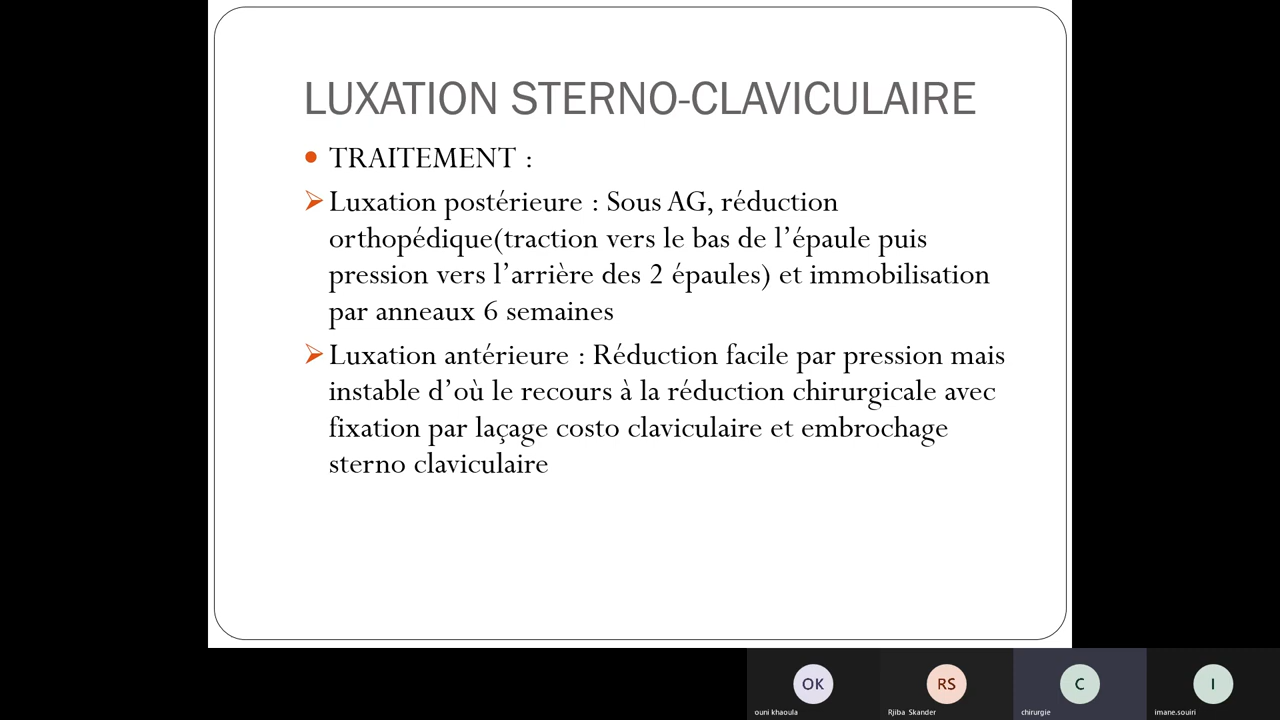 LUXATION STERNO-CLAVICULAIRE
TRAITEMENT :
Luxation postérieure : Sous AG, réduction
orthopédique(traction vers le bas de l’épaule puis
pression vers l’arrière des 2 épaules) et immobilisation
par anneaux 6 semaines
Luxation antérieure : Réduction facile par pression mais
instable d’où le recours à la réduction chirurgicale avec
fixation par laçage costo claviculaire et embrochage
sterno claviculaire
OK
RS
C
I
ouni khaoula
Rjiba Skander
chirurgie
imane.souiri